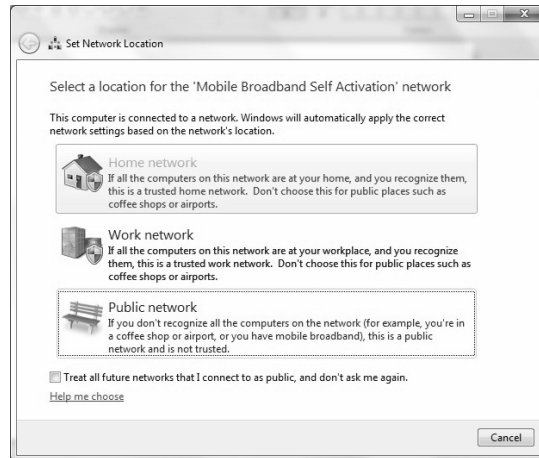 Set Network Location
Select a location for the 'Mobile Broadband Self Activation' network
This computer is connected to a network. Windows will automatically apply the correct
network settings based on the network's location.
Home network
If all the computers on this network are at your home, and you recognize them,
this is a trusted home network. Don't choose this for public places such as
coffee shops or airports.
Work network
If all the computers on this network are at your workplace, and you recognize
them, this is a trusted work network. Don't choose this for public places such as
coffee shops or airports.
Public network
If you don't recognize all the computers on the network (for example, you're in
a coffee shop or airport, or you have mobile broadband), this is a public
network and is not trusted.
Treat all future networks that I connect to as public, and don't ask me again.
Help me choose
Cancel